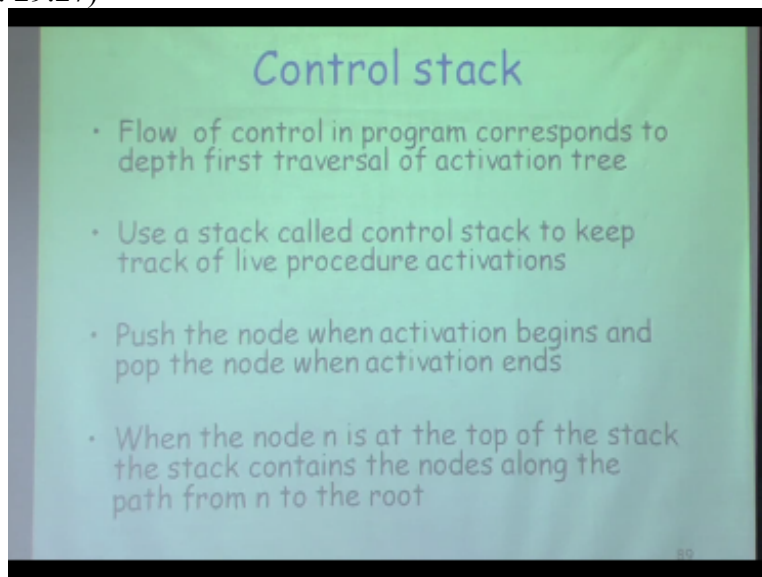 Control stack
• Flow of control in program corresponds to
depth first traversal of activation tree
• Use a stack called control stack to keep
track of live procedure activations
• Push the node when activation begins and
pop the node when activation ends
• When the node n is at the top of the stack
the stack contains the nodes along the
path from n to the root
89